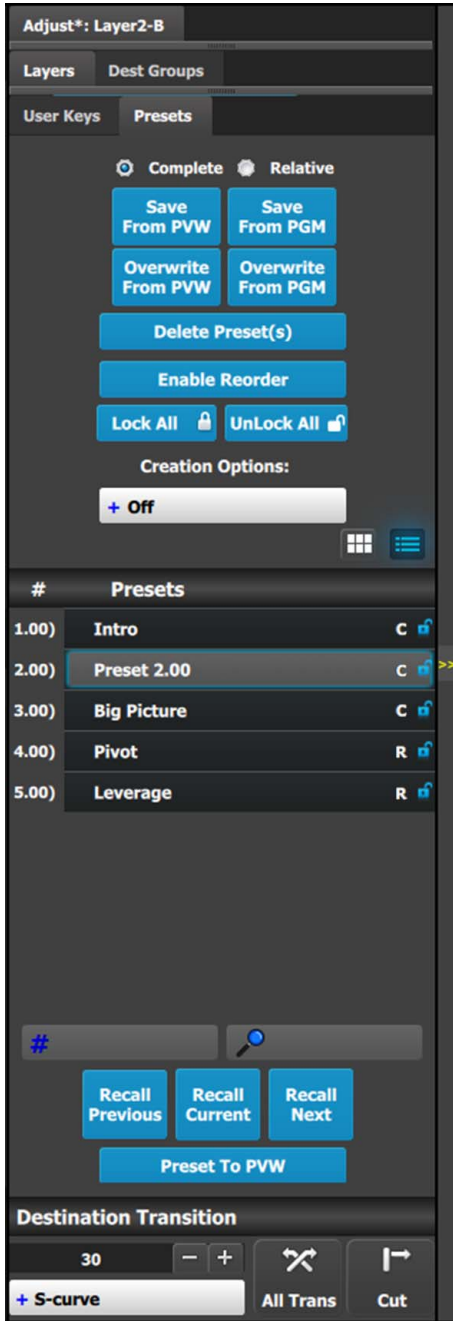 Adjust*: Layer2-B
Layers Dest Groups
User Keys Presets
Complete Relative
Save From PVW
Save From PGM
Overwrite From PVW
Overwrite From PGM
Delete Preset(s)
Enable Reorder
Lock All UnLock All
Creation Options:
+ Off
# Presets
1.00) Intro C
2.00) Preset 2.00 C
>>
3.00) Big Picture C
4.00) Pivot R
5.00) Leverage R
#
Recall Previous
Recall Current
Recall Next
Preset To PVW
Destination Transition
30 − +
+ S-curve
All Trans
Cut